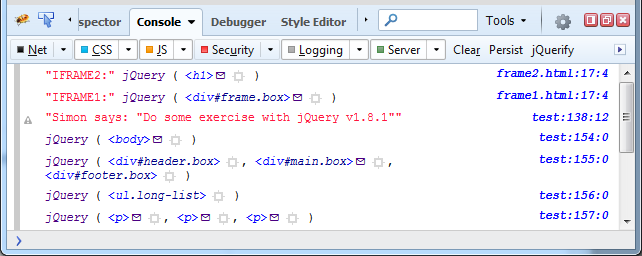 spector Console Debugger Style Editor Tools
Net CSS JS Security Logging Server Clear Persist jQuerify
"IFRAME2:" jQuery ( <h1> ) frame2.html:17:4
"IFRAME1:" jQuery ( <div#frame.box> ) frame1.html:17:4
"Simon says: "Do some exercise with jQuery v1.8.1"" test:138:12
jQuery ( <body> ) test:154:0
jQuery ( <div#header.box> , <div#main.box> , test:155:0
<div#footer.box> )
jQuery ( <ul.long-list> ) test:156:0
jQuery ( <p> , <p> , <p> ) test:157:0